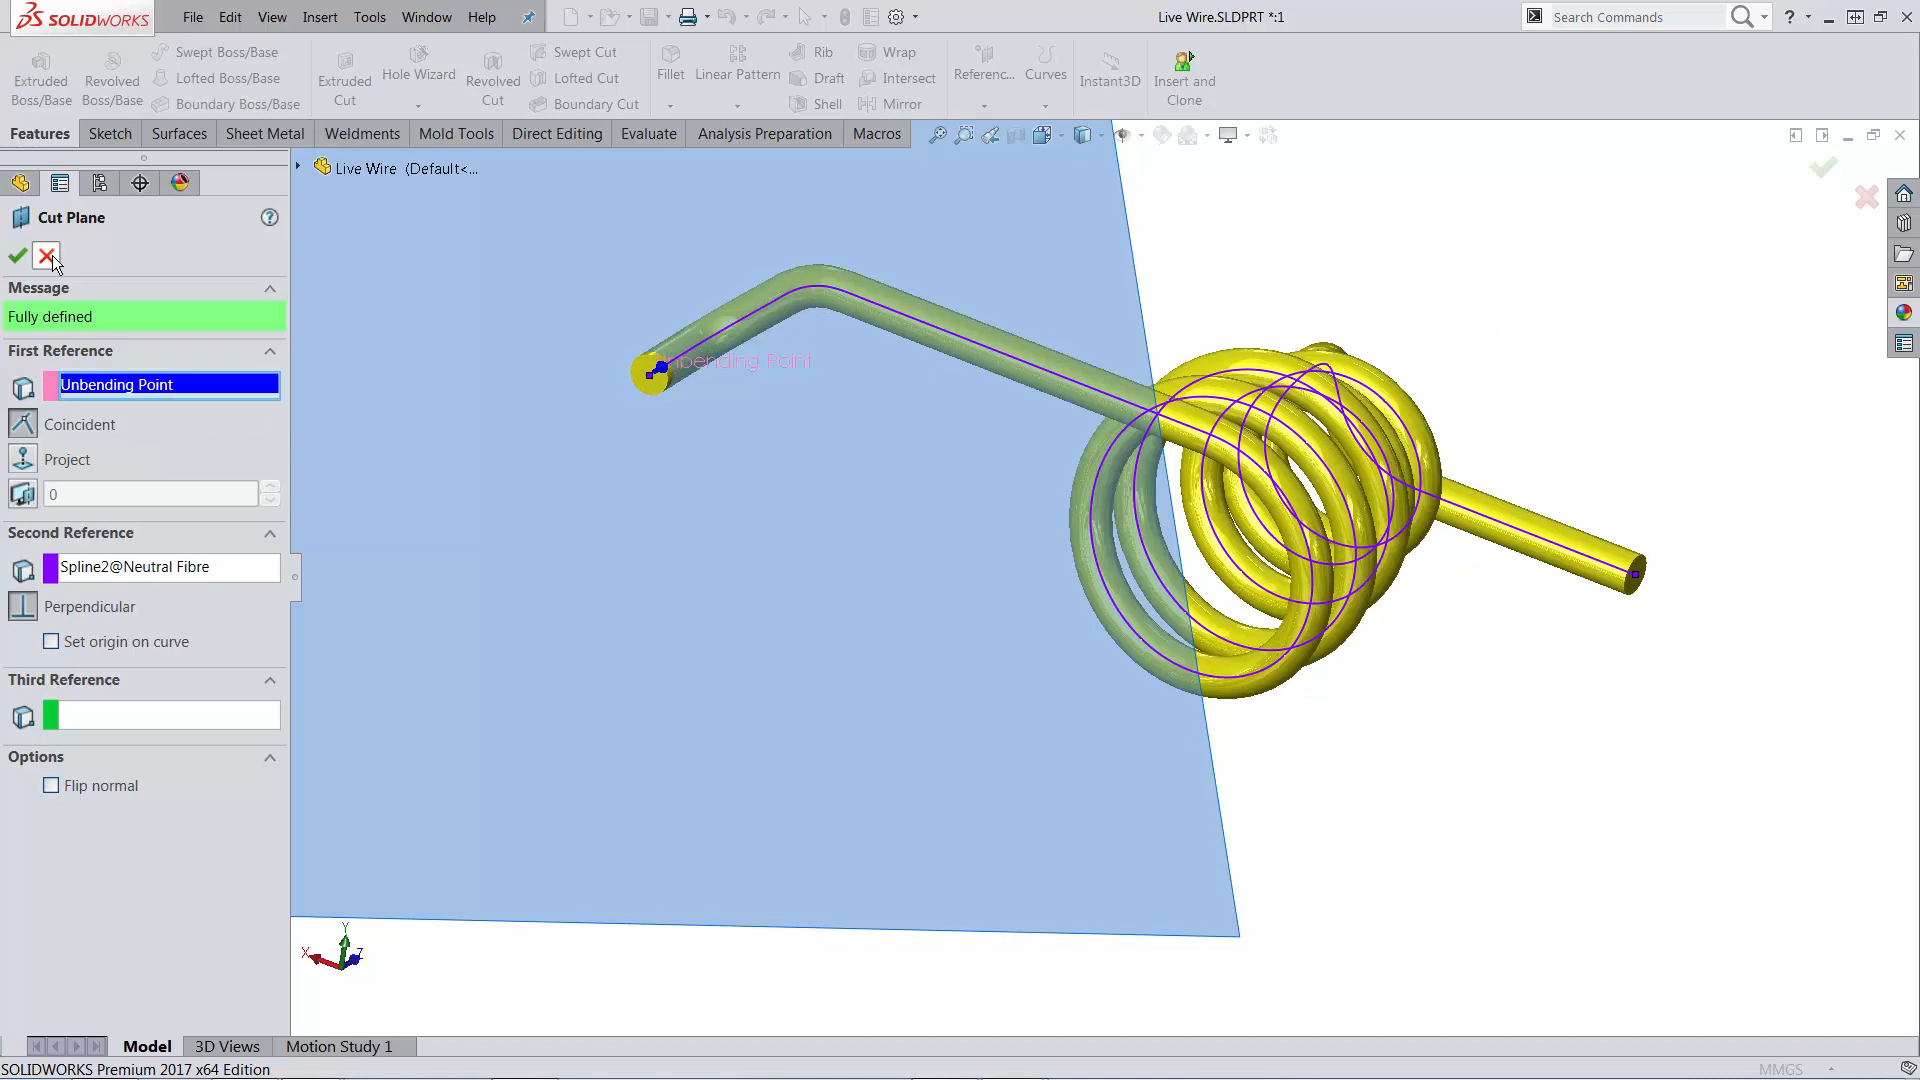 SOLIDWORKS
File Edit View Insert Tools Window Help
Live Wire.SLDPRT *:1
Search Commands
?
Extruded Boss/Base
Revolved Boss/Base
Swept Boss/Base
Lofted Boss/Base
Boundary Boss/Base
Extruded Cut
Hole Wizard
Revolved Cut
Swept Cut
Lofted Cut
Boundary Cut
Fillet
Linear Pattern
Rib
Draft
Shell
Wrap
Intersect
Mirror
Referenc...
Curves
Instant3D
Insert and Clone
Features Sketch Surfaces Sheet Metal Weldments Mold Tools Direct Editing Evaluate Analysis Preparation Macros
Live Wire (Default<...
Cut Plane
?
Message
Fully defined
First Reference
Unbending Point
Coincident
Project
0
Second Reference
Spline2@Neutral Fibre
Perpendicular
Set origin on curve
Third Reference
Options
Flip normal
Unbending Point
Y
X
Z
Model 3D Views Motion Study 1
SOLIDWORKS Premium 2017 x64 Edition
MMGS